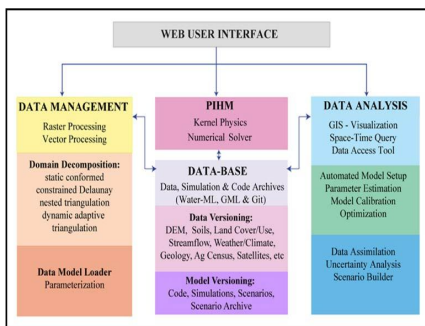 WEB USER INTERFACE
DATA MANAGEMENT
Raster Processing
Vector Processing
Domain Decomposition:
static conformed
constrained Delaunay
nested triangulation
dynamic adaptive
triangulation
Data Model Loader
Parameterization
PIHM
Kernel Physics
Numerical Solver
DATA-BASE
Data, Simulation & Code Archives
(Water-ML, GML & Git)
Data Versioning:
DEM, Soils, Land Cover/Use,
Streamflow, Weather/Climate,
Geology, Ag Census, Satellites, etc
Model Versioning:
Code, Simulations, Scenarios,
Scenario Archive
DATA ANALYSIS
GIS - Visualization
Space-Time Query
Data Access Tool
Automated Model Setup
Parameter Estimation
Model Calibration
Optimization
Data Assimilation
Uncertainty Analysis
Scenario Builder